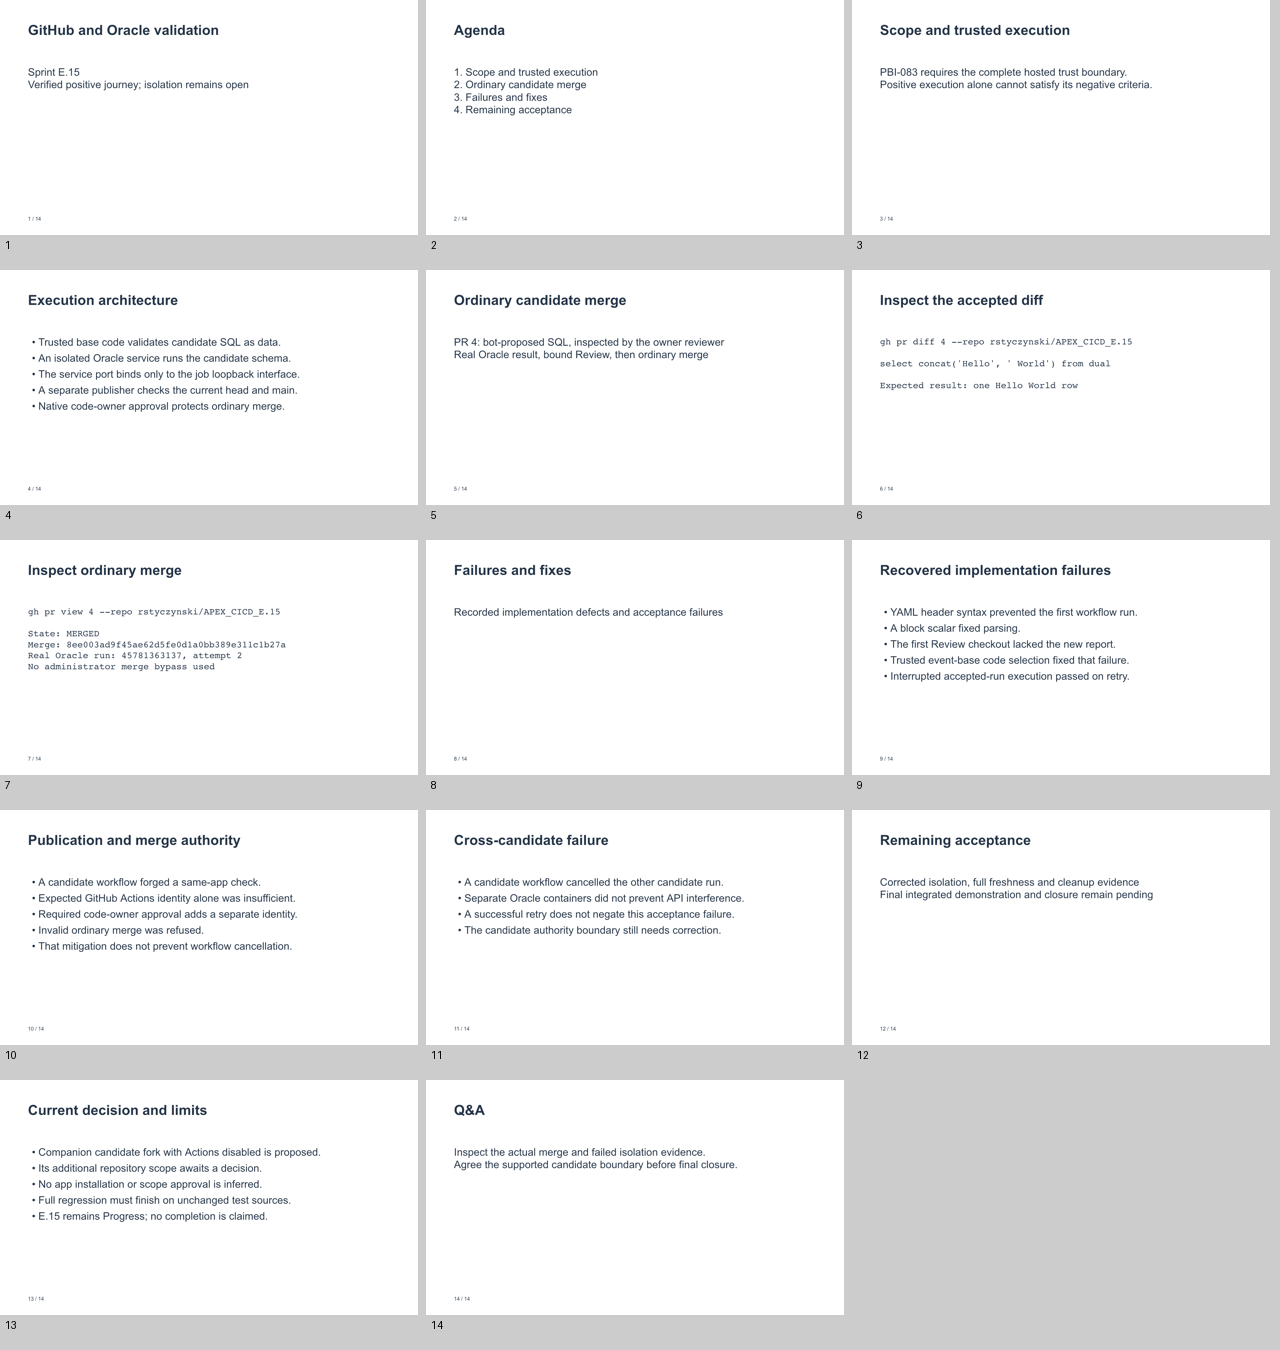 GitHub and Oracle validation
Sprint E.15
Verified positive journey; isolation remains open
1 / 14
1
Agenda
1. Scope and trusted execution
2. Ordinary candidate merge
3. Failures and fixes
4. Remaining acceptance
2 / 14
2
Scope and trusted execution
PBI-083 requires the complete hosted trust boundary.
Positive execution alone cannot satisfy its negative criteria.
3 / 14
3
Execution architecture
• Trusted base code validates candidate SQL as data.
• An isolated Oracle service runs the candidate schema.
• The service port binds only to the job loopback interface.
• A separate publisher checks the current head and main.
• Native code-owner approval protects ordinary merge.
4 / 14
4
Ordinary candidate merge
PR 4: bot-proposed SQL, inspected by the owner reviewer
Real Oracle result, bound Review, then ordinary merge
5 / 14
5
Inspect the accepted diff
gh pr diff 4 --repo rstyczynski/APEX_CICD_E.15
select concat('Hello', ' World') from dual
Expected result: one Hello World row
6 / 14
6
Inspect ordinary merge
gh pr view 4 --repo rstyczynski/APEX_CICD_E.15
State: MERGED
Merge: 8ee003ad9f45ae62d5fe0d1a0bb389e311c1b27a
Real Oracle run: 45781363137, attempt 2
No administrator merge bypass used
7 / 14
7
Failures and fixes
Recorded implementation defects and acceptance failures
8 / 14
8
Recovered implementation failures
• YAML header syntax prevented the first workflow run.
• A block scalar fixed parsing.
• The first Review checkout lacked the new report.
• Trusted event-base code selection fixed that failure.
• Interrupted accepted-run execution passed on retry.
9 / 14
9
Publication and merge authority
• A candidate workflow forged a same-app check.
• Expected GitHub Actions identity alone was insufficient.
• Required code-owner approval adds a separate identity.
• Invalid ordinary merge was refused.
• That mitigation does not prevent workflow cancellation.
10 / 14
10
Cross-candidate failure
• A candidate workflow cancelled the other candidate run.
• Separate Oracle containers did not prevent API interference.
• A successful retry does not negate this acceptance failure.
• The candidate authority boundary still needs correction.
11 / 14
11
Remaining acceptance
Corrected isolation, full freshness and cleanup evidence
Final integrated demonstration and closure remain pending
12 / 14
12
Current decision and limits
• Companion candidate fork with Actions disabled is proposed.
• Its additional repository scope awaits a decision.
• No app installation or scope approval is inferred.
• Full regression must finish on unchanged test sources.
• E.15 remains Progress; no completion is claimed.
13 / 14
13
Q&A
Inspect the actual merge and failed isolation evidence.
Agree the supported candidate boundary before final closure.
14 / 14
14